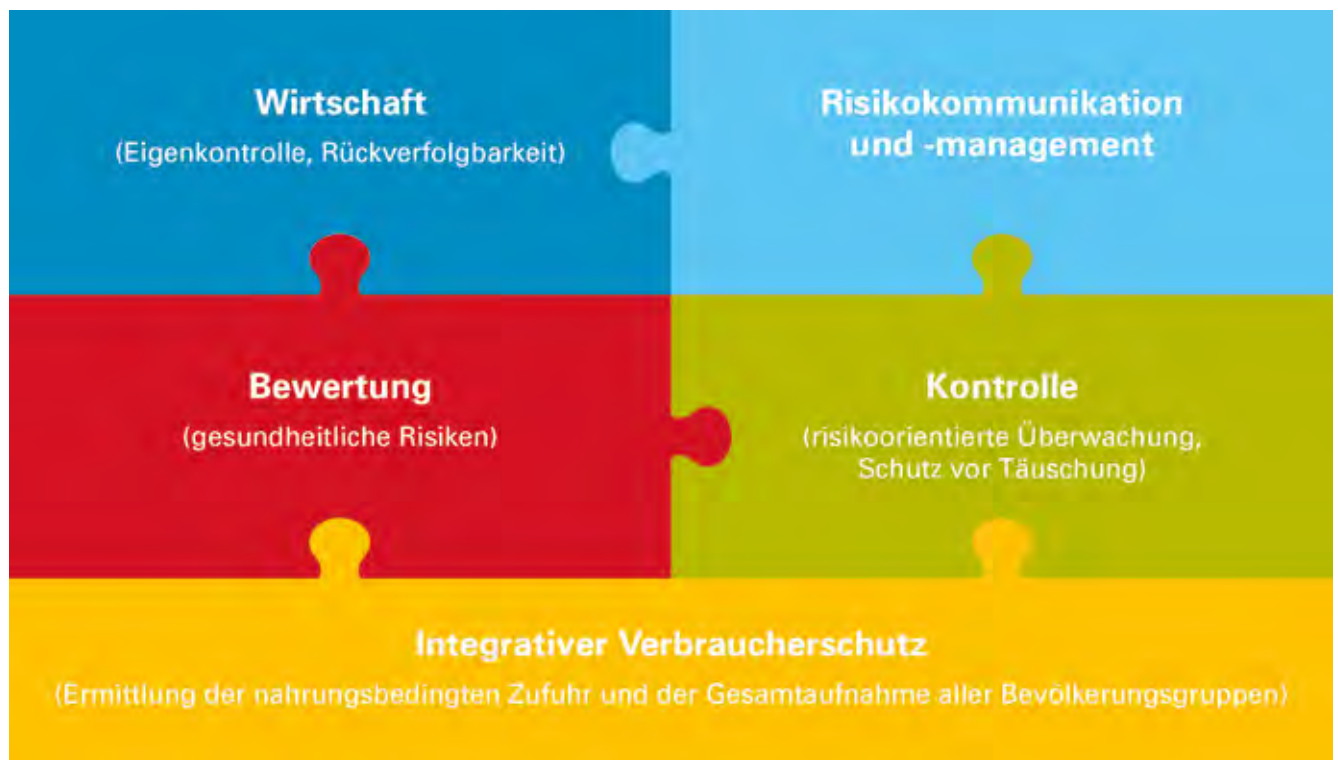 Wirtschaft
(Eigenkontrolle, Rückverfolgbarkeit)
Risikokommunikation
und -management
Bewertung
(gesundheitliche Risiken)
Kontrolle
(risikoorientierte Überwachung,
Schutz vor Täuschung)
Integrativer Verbraucherschutz
(Ermittlung der nahrungsbedingten Zufuhr und der Gesamtaufnahme aller Bevölkerungsgruppen)